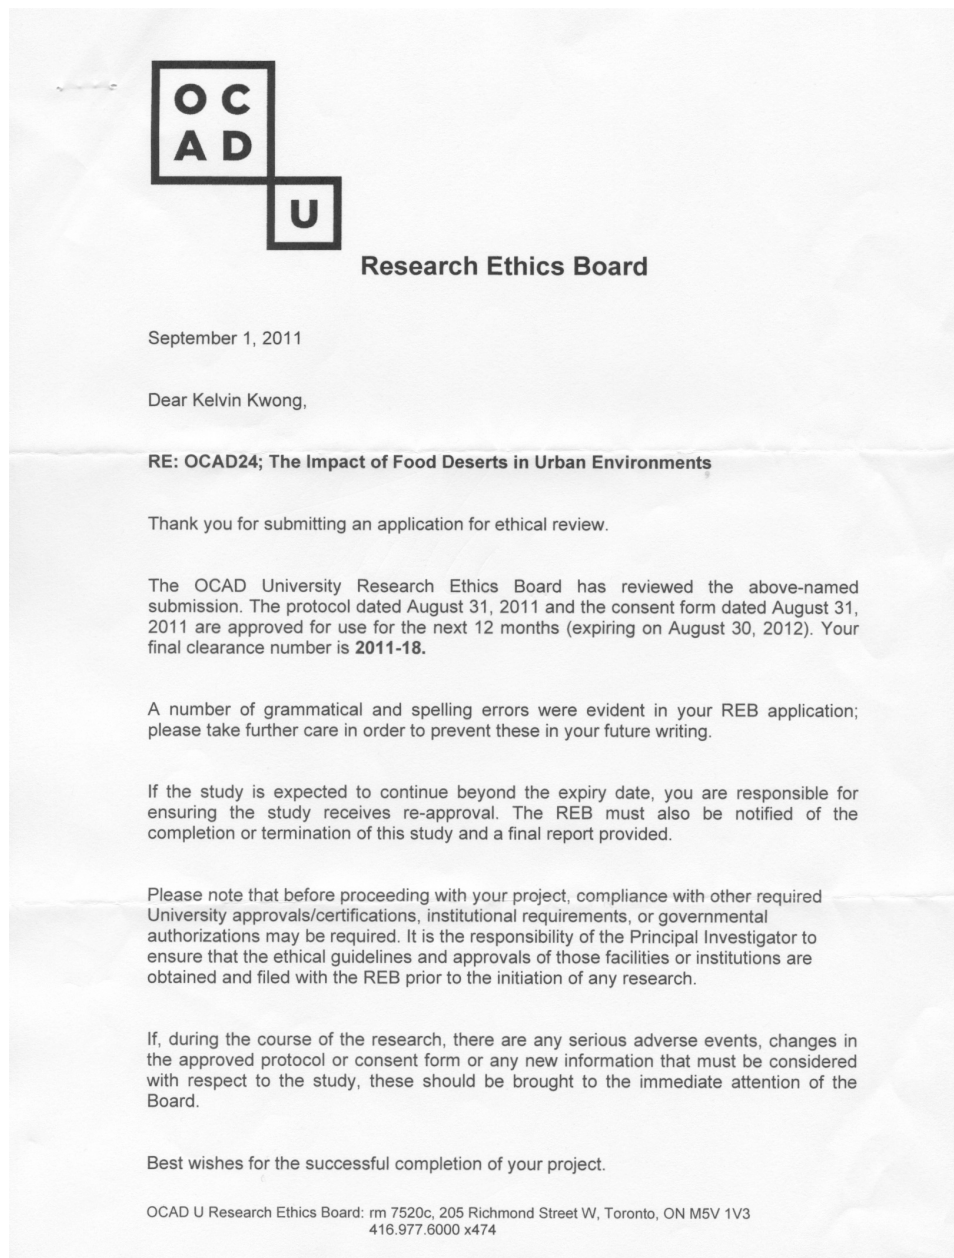 OC
AD
U
Research Ethics Board
September 1, 2011
Dear Kelvin Kwong,
RE: OCAD24; The Impact of Food Deserts in Urban Environments
Thank you for submitting an application for ethical review.
The OCAD University Research Ethics Board has reviewed the above-named
submission. The protocol dated August 31, 2011 and the consent form dated August 31,
2011 are approved for use for the next 12 months (expiring on August 30, 2012). Your
final clearance number is 2011-18.
A number of grammatical and spelling errors were evident in your REB application;
please take further care in order to prevent these in your future writing.
If the study is expected to continue beyond the expiry date, you are responsible for
ensuring the study receives re-approval. The REB must also be notified of the
completion or termination of this study and a final report provided.
Please note that before proceeding with your project, compliance with other required
University approvals/certifications, institutional requirements, or governmental
authorizations may be required. It is the responsibility of the Principal Investigator to
ensure that the ethical guidelines and approvals of those facilities or institutions are
obtained and filed with the REB prior to the initiation of any research.
If, during the course of the research, there are any serious adverse events, changes in
the approved protocol or consent form or any new information that must be considered
with respect to the study, these should be brought to the immediate attention of the
Board.
Best wishes for the successful completion of your project.
OCAD U Research Ethics Board: rm 7520c, 205 Richmond Street W, Toronto, ON M5V 1V3
416.977.6000 x474